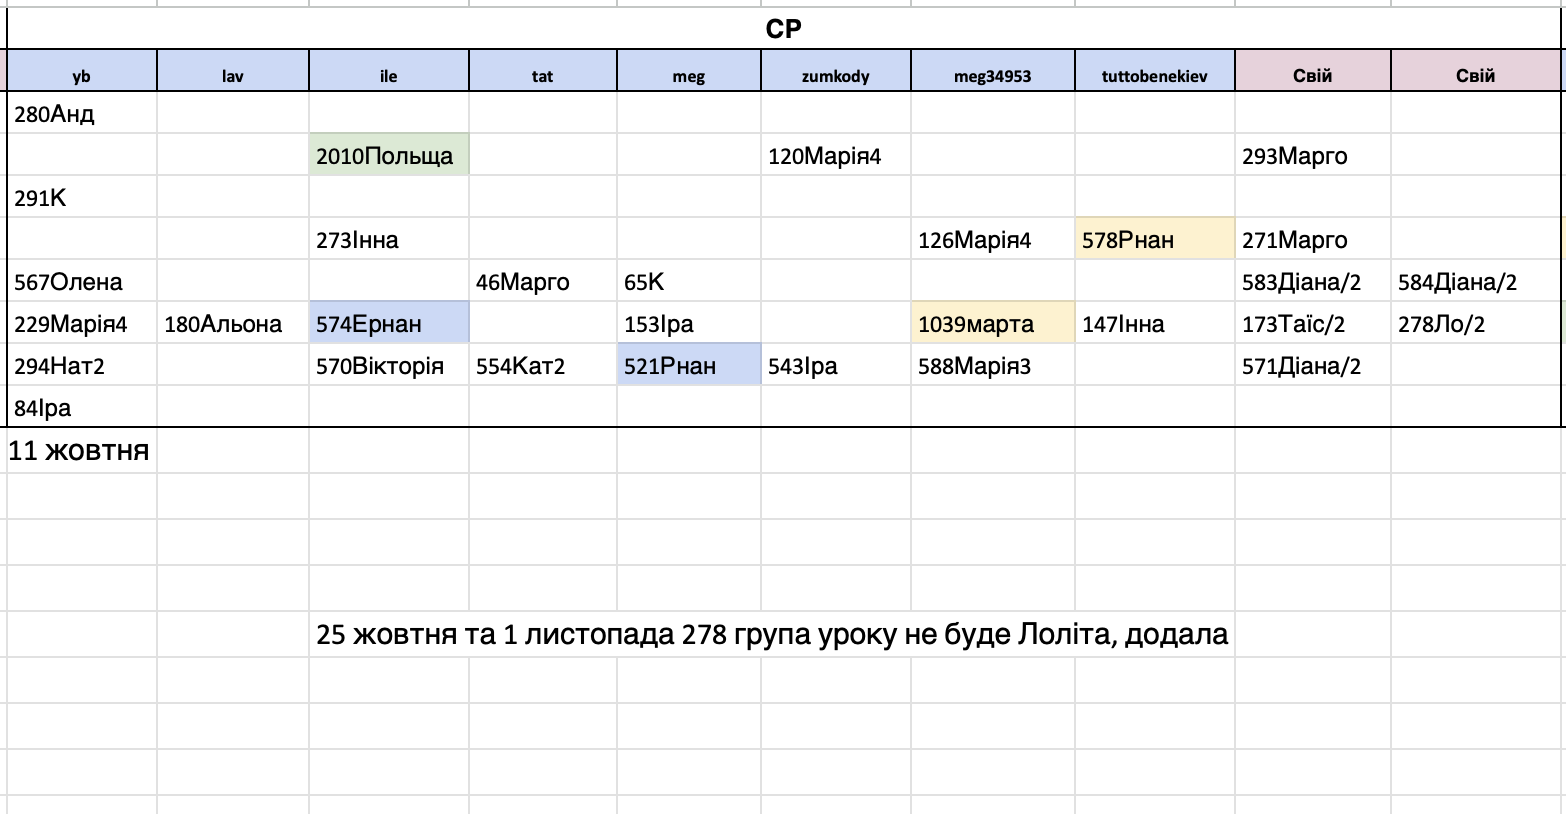 СР
yb lav ile tat meg zumkody meg34953 tuttobenekiev Свій Свій
280Анд
2010Польща 120Марія4 293Марго
291К
273Інна 126Марія4 578Рнан 271Марго
567Олена 46Марго 65К 583Діана/2 584Діана/2
229Марія4 180Альона 574Ернан 153Іра 1039марта 147Інна 173Таїс/2 278Ло/2
294Нат2 570Вікторія 554Кат2 521Рнан 543Іра 588Марія3 571Діана/2
84Іра
11 жовтня
25 жовтня та 1 листопада 278 група уроку не буде Лоліта, додала